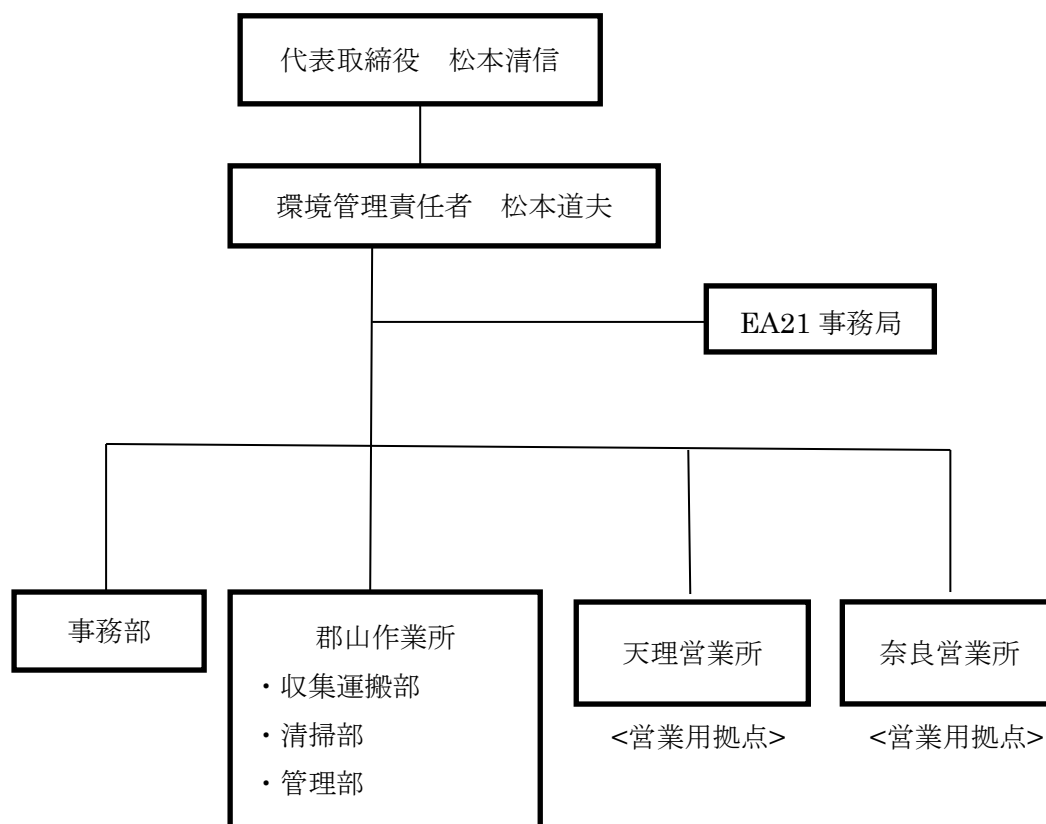 代表取締役　松本清信
環境管理責任者　松本道夫
EA21 事務局
事務部
郡山作業所
・収集運搬部
・清掃部
・管理部
天理営業所
<営業用拠点>
奈良営業所
<営業用拠点>